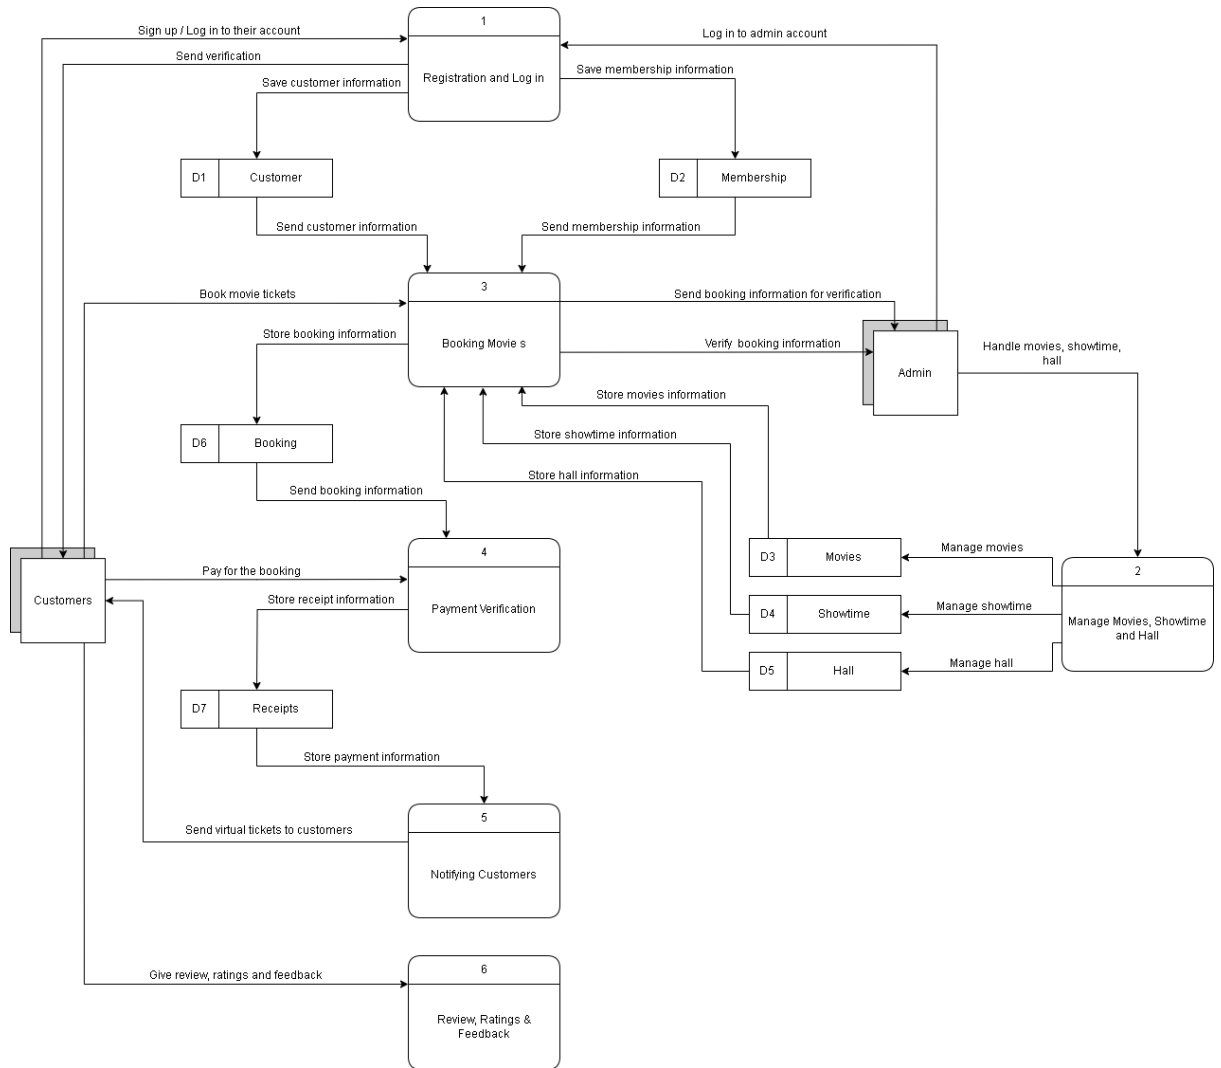 1
Sign up / Log in to their account
Log in to admin account
Send verification
Registration and Log in
Save membership information
Save customer information
D1
Customer
D2
Membership
Send customer information
Send membership information
3
Book movie tickets
Send booking information for verification
Store booking information
Booking Movie s
Verify booking information
Handle movies, showtime,
hall
Admin
Store movies information
D6
Booking
Store showtime information
Store hall information
Send booking information
4
D3
Movies
Manage movies
2
Pay for the booking
Customers
Store receipt information
Payment Verification
D4
Showtime
Manage showtime
Manage Movies, Showtime
and Hall
D5
Hall
Manage hall
D7
Receipts
Store payment information
5
Send virtual tickets to customers
Notifying Customers
6
Give review, ratings and feedback
Review, Ratings &
Feedback